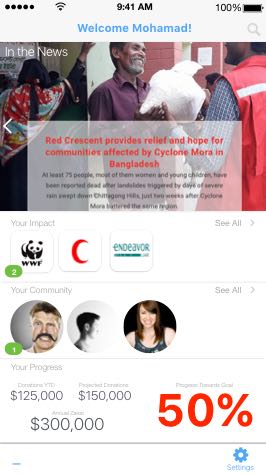 9:41 AM 100%
Welcome Mohamad!
In the News
Red Crescent provides relief and hope for
communities affected by Cyclone Mora in
Bangladesh
At least 75 people, most of them women and young children, have
been reported dead after landslides triggered by days of severe
rain swept down Chittagong Hills, just two weeks after Cyclone
Mora battered the same region.
Your Impact See All
WWF
endeavor
2
Your Community See All
1
Your Progress
Donations YTD Projected Donations Progress Towards Goal
$125,000 $150,000
50%
Annual Zakat
$300,000
Settings